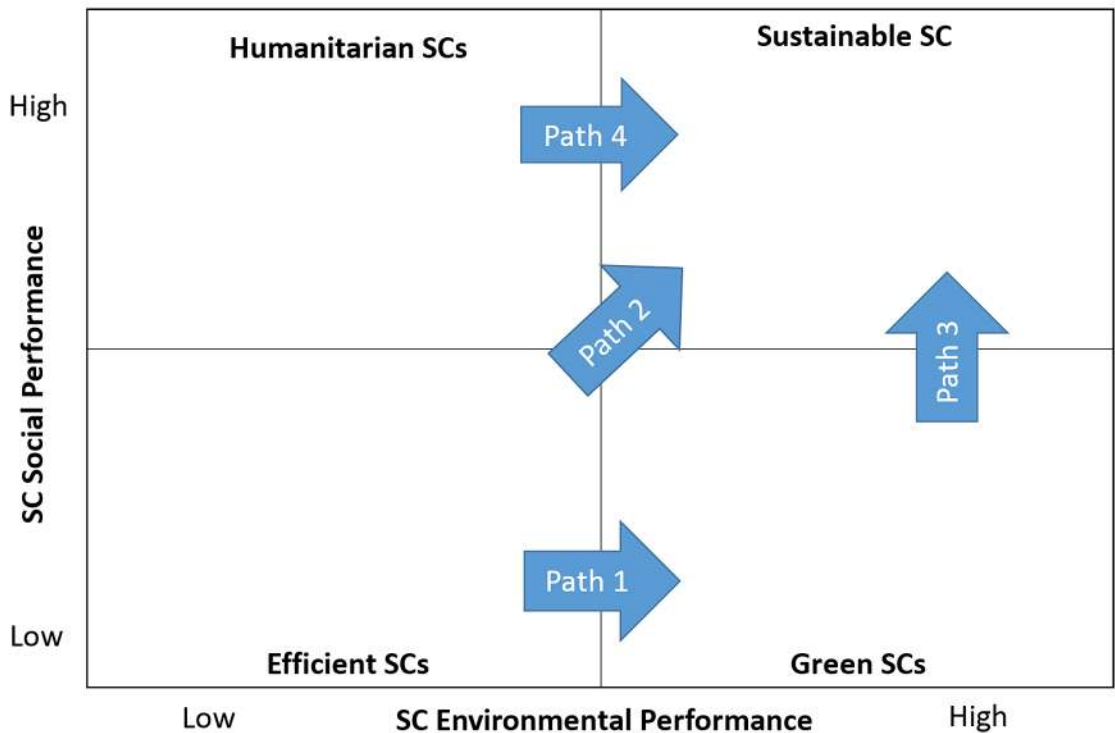 Humanitarian SCs
Sustainable SC
High
Path 4
SC Social Performance
Path 2
Path 3
Path 1
Low
Efficient SCs
Green SCs
Low
SC Environmental Performance
High